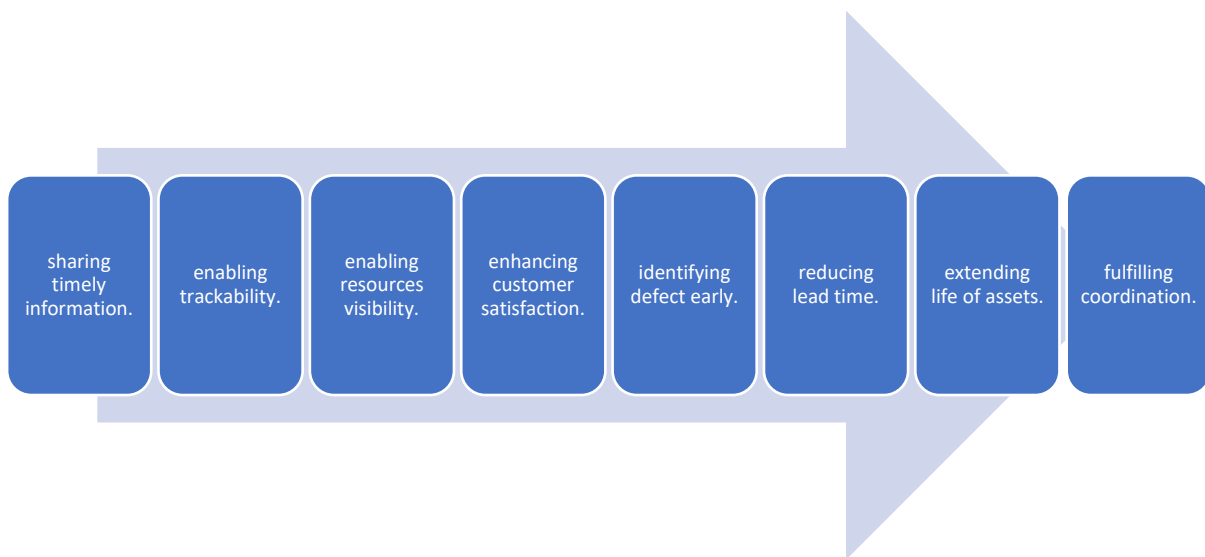 sharing
timely
information.
enabling
trackability.
enabling
resources
visibility.
enhancing
customer
satisfaction.
identifying
defect early.
reducing
lead time.
extending
life of assets.
fulfilling
coordination.